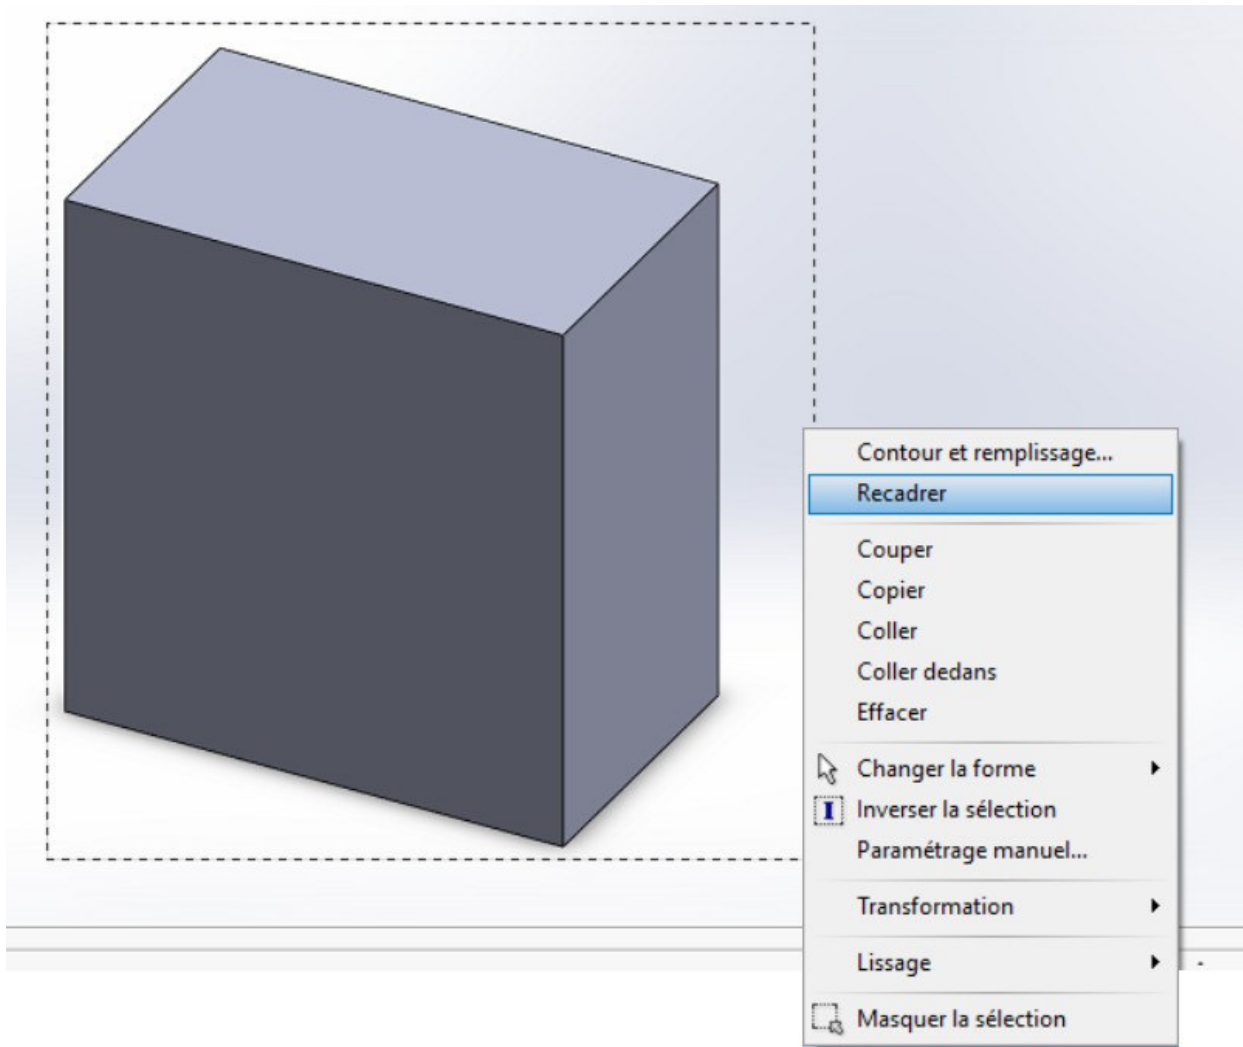 Contour et remplissage...
Recadrer
Couper
Copier
Coller
Coller dedans
Effacer
Changer la forme
Inverser la sélection
Paramétrage manuel...
Transformation
Lissage
Masquer la sélection